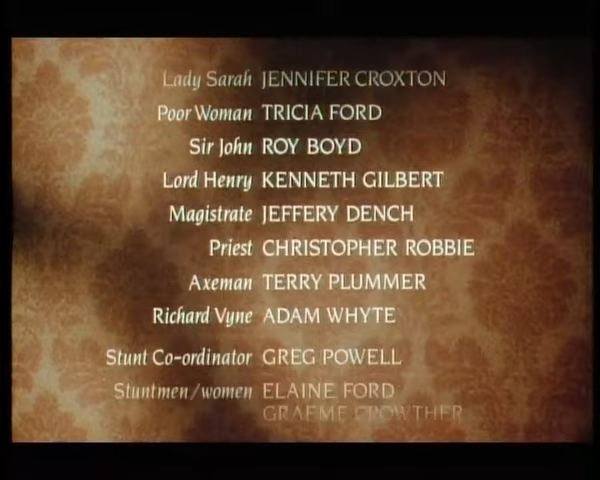 Lady Sarah JENNIFER CROXTON
Poor Woman TRICIA FORD
Sir John ROY BOYD
Lord Henry KENNETH GILBERT
Magistrate JEFFERY DENCH
Priest CHRISTOPHER ROBBIE
Axeman TERRY PLUMMER
Richard Vyne ADAM WHYTE
Stunt Co-ordinator GREG POWELL
Stuntmen/women ELAINE FORD
GRAEME CROWTHER